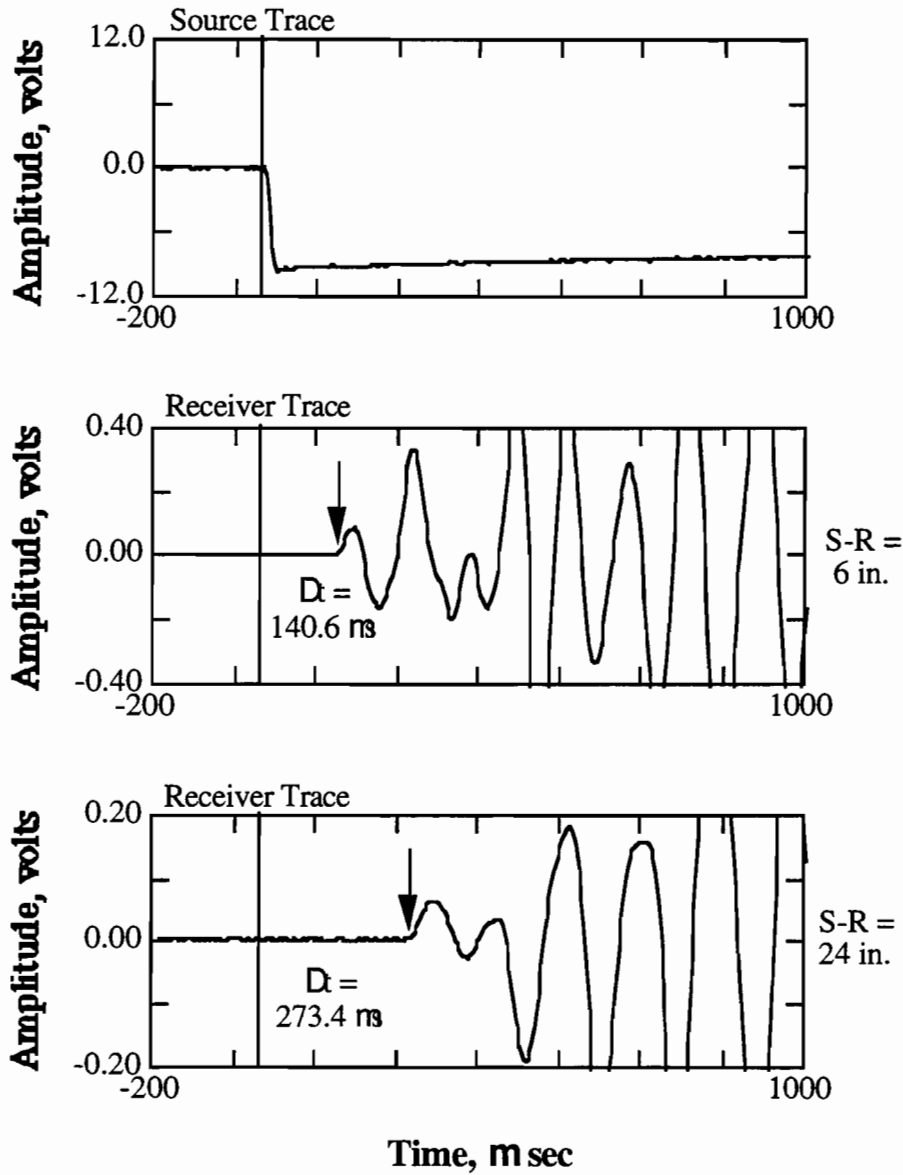 Source Trace
Amplitude, volts
12.0
0.0
-12.0
-200
1000
Receiver Trace
Amplitude, volts
0.40
0.00
-0.40
Dt =
140.6 ms
S-R =
6 in.
-200
1000
Receiver Trace
Amplitude, volts
0.20
0.00
-0.20
Dt =
273.4 ms
S-R =
24 in.
-200
1000
Time, m sec